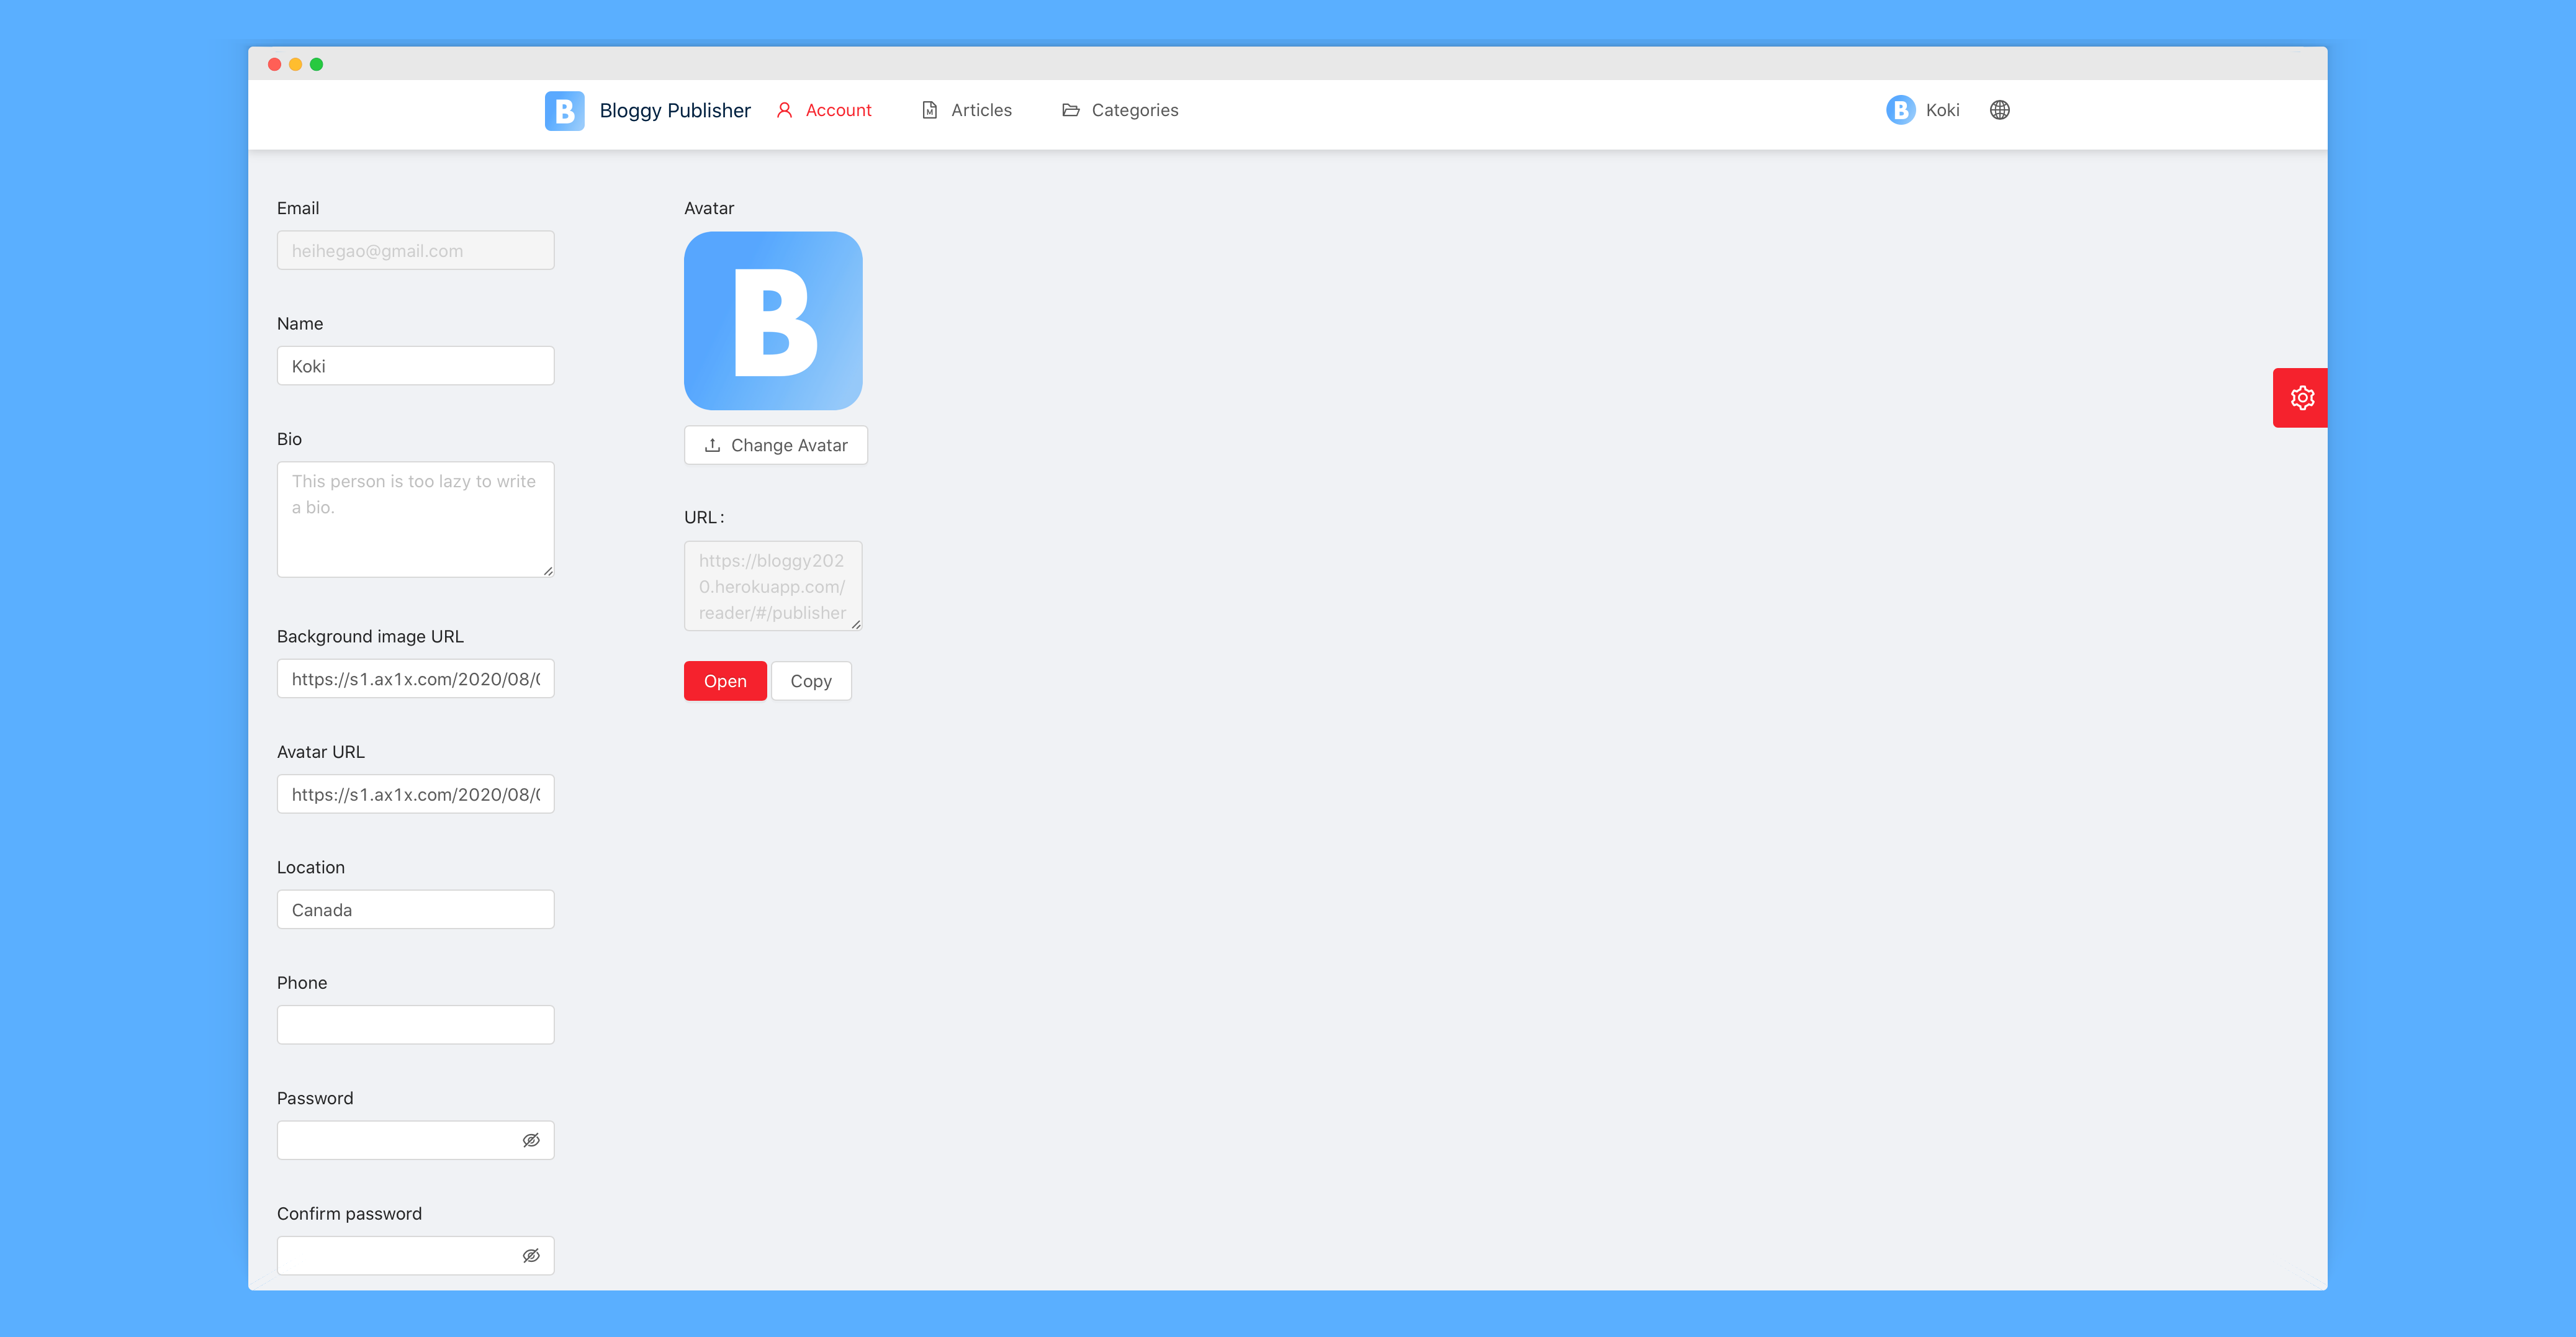 B Bloggy Publisher Account Articles Categories B Koki
Email
heihegao@gmail.com
Name
Koki
Bio
This person is too lazy to write
a bio.
Background image URL
https://s1.ax1x.com/2020/08/
Avatar URL
https://s1.ax1x.com/2020/08/
Location
Canada
Phone
Password
Confirm password
Avatar
B
Change Avatar
URL:
https://bloggy202
0.herokuapp.com/
reader/#/publisher
Open Copy